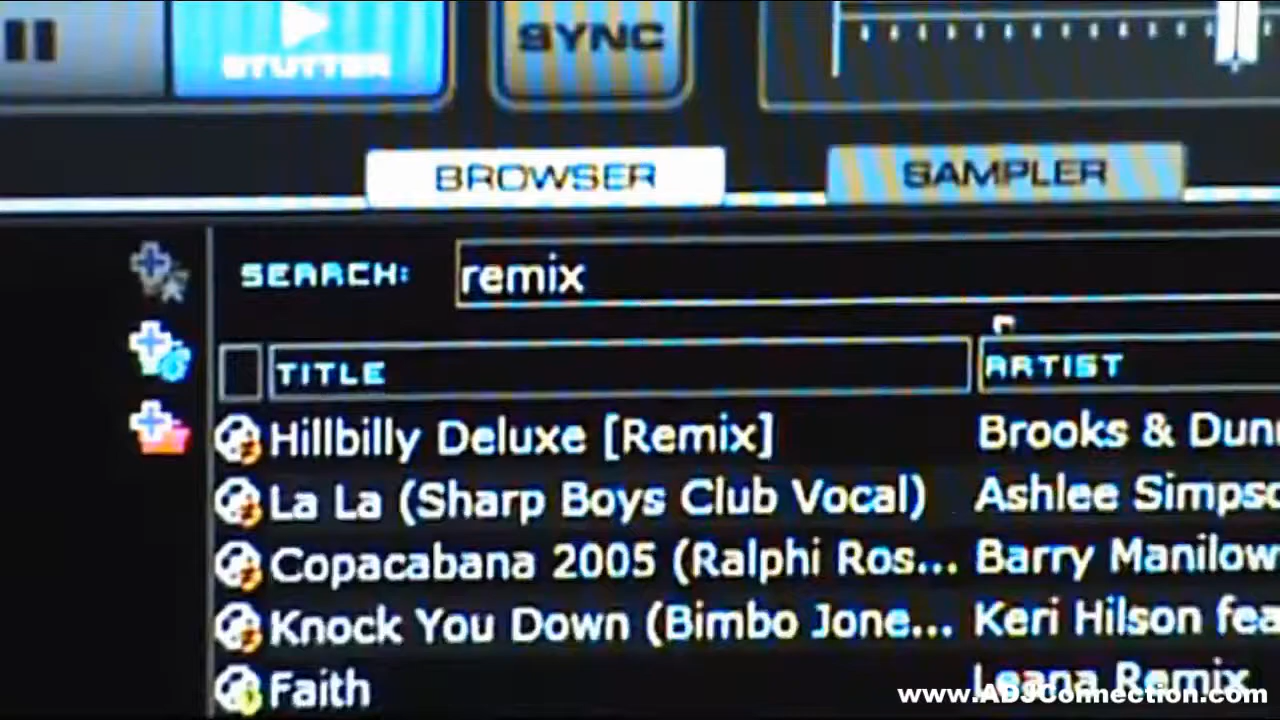 STUTTER
SYNC
BROWSER
SAMPLER
SEARCH: remix
TITLE ARTIST
Hillbilly Deluxe [Remix] Brooks & Dunn
La La (Sharp Boys Club Vocal) Ashlee Simpso
Copacabana 2005 (Ralphi Ros... Barry Manilow
Knock You Down (Bimbo Jone... Keri Hilson fea
Faith Leana Remix
www.ADJConnection.com